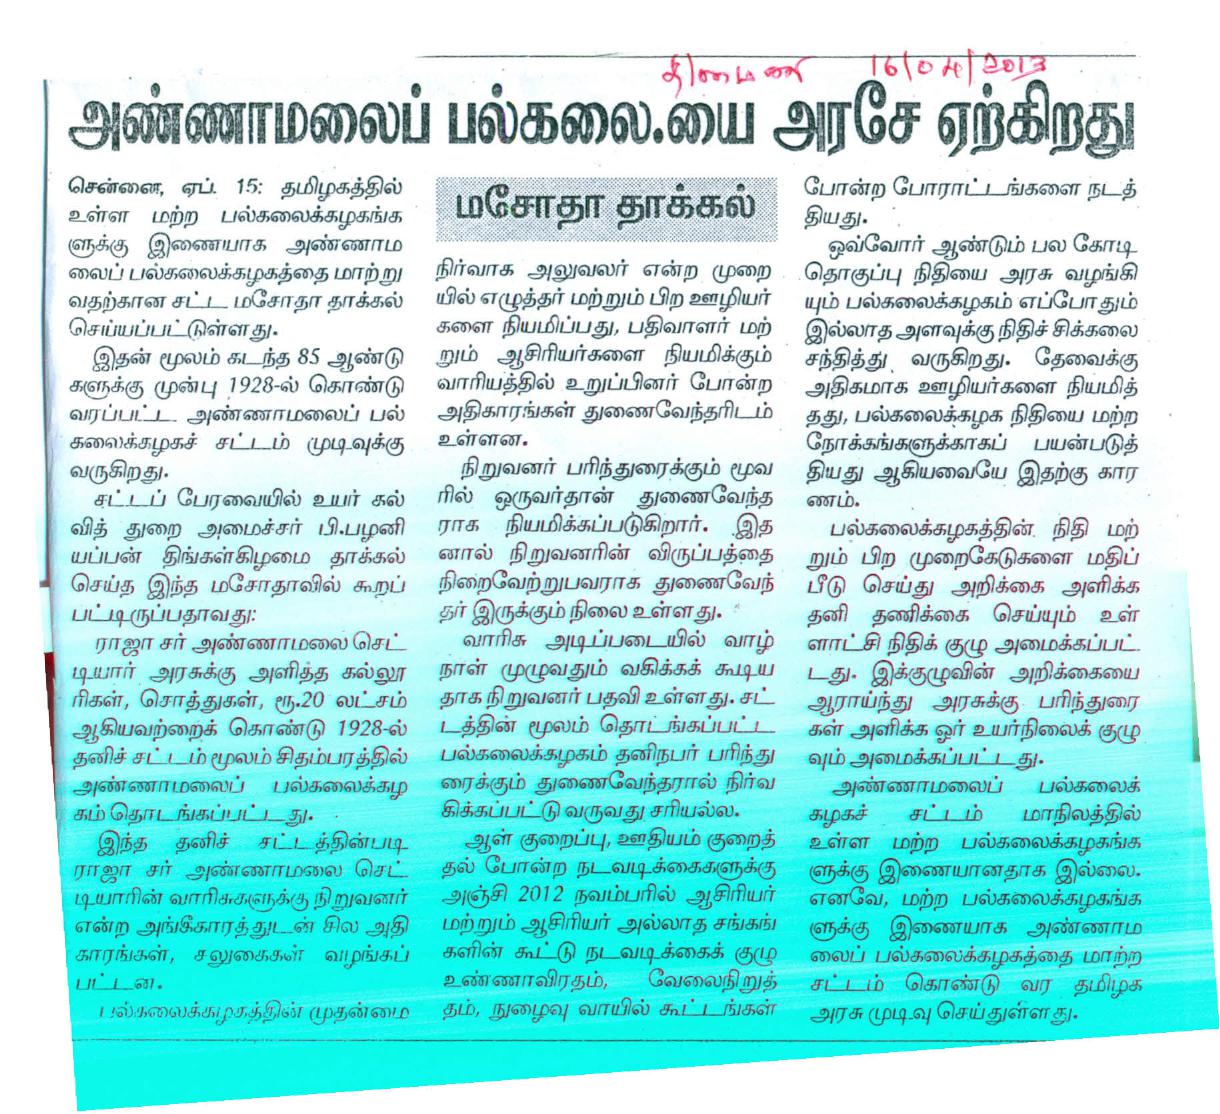 தினமணி 16/04/2013
அண்ணாமலைப் பல்கலை.யை அரசே ஏற்கிறது
சென்னை, ஏப். 15: தமிழகத்தில்
உள்ள மற்ற பல்கலைக்கழகங்க
ளுக்கு இணையாக அண்ணாம
லைப் பல்கலைக்கழகத்தை மாற்று
வதற்கான சட்ட மசோதா தாக்கல்
செய்யப்பட்டுள்ளது.
இதன் மூலம் கடந்த 85 ஆண்டு
களுக்கு முன்பு 1928-ல் கொண்டு
வரப்பட்ட அண்ணாமலைப் பல்
கலைக்கழகச் சட்டம் முடிவுக்கு
வருகிறது.
சட்டப் பேரவையில் உயர் கல்
வித் துறை அமைச்சர் பி.பழனி
யப்பன் திங்கள்கிழமை தாக்கல்
செய்த இந்த மசோதாவில் கூறப்
பட்டிருப்பதாவது:
ராஜா சர் அண்ணாமலை செட்
டியார் அரசுக்கு அளித்த கல்லூ
ரிகள், சொத்துகள், ரூ.20 லட்சம்
ஆகியவற்றைக் கொண்டு 1928-ல்
தனிச் சட்டம் மூலம் சிதம்பரத்தில்
அண்ணாமலைப் பல்கலைக்கழ
கம் தொடங்கப்பட்டது.
இந்த தனிச் சட்டத்தின்படி
ராஜா சர் அண்ணாமலை செட்
டியாரின் வாரிசுகளுக்கு நிறுவனர்
என்ற அங்கீகாரத்துடன் சில அதி
காரங்கள், சலுகைகள் வழங்கப்
பட்டன.
பல்கலைக்கழகத்தின் முதன்மை
மசோதா தாக்கல்
நிர்வாக அலுவலர் என்ற முறை
யில் எழுத்தர் மற்றும் பிற ஊழியர்
களை நியமிப்பது, பதிவாளர் மற்
றும் ஆசிரியர்களை நியமிக்கும்
வாரியத்தில் உறுப்பினர் போன்ற
அதிகாரங்கள் துணைவேந்தரிடம்
உள்ளன.
நிறுவனர் பரிந்துரைக்கும் மூவ
ரில் ஒருவர்தான் துணைவேந்த
ராக நியமிக்கப்படுகிறார். இத
னால் நிறுவனரின் விருப்பத்தை
நிறைவேற்றுபவராக துணைவேந்
தர் இருக்கும் நிலை உள்ளது.
வாரிசு அடிப்படையில் வாழ்
நாள் முழுவதும் வகிக்கக் கூடிய
தாக நிறுவனர் பதவி உள்ளது. சட்
டத்தின் மூலம் தொடங்கப்பட்ட
பல்கலைக்கழகம் தனிநபர் பரிந்து
ரைக்கும் துணைவேந்தரால் நிர்வ
கிக்கப்பட்டு வருவது சரியல்ல.
ஆள் குறைப்பு, ஊதியம் குறைத்
தல் போன்ற நடவடிக்கைகளுக்கு
அஞ்சி 2012 நவம்பரில் ஆசிரியர்
மற்றும் ஆசிரியர் அல்லாத சங்கங்
களின் கூட்டு நடவடிக்கைக் குழு
உண்ணாவிரதம், வேலைநிறுத்
தம், நுழைவு வாயில் கூட்டங்கள்
போன்ற போராட்டங்களை நடத்
தியது.
ஒவ்வோர் ஆண்டும் பல கோடி
தொகுப்பு நிதியை அரசு வழங்கி
யும் பல்கலைக்கழகம் எப்போதும்
இல்லாத அளவுக்கு நிதிச் சிக்கலை
சந்தித்து வருகிறது. தேவைக்கு
அதிகமாக ஊழியர்களை நியமித்
தது, பல்கலைக்கழக நிதியை மற்ற
நோக்கங்களுக்காகப் பயன்படுத்
தியது ஆகியவையே இதற்கு கார
ணம்.
பல்கலைக்கழகத்தின் நிதி மற்
றும் பிற முறைகேடுகளை மதிப்
பீடு செய்து அறிக்கை அளிக்க
தனி தணிக்கை செய்யும் உள்
ளாட்சி நிதிக் குழு அமைக்கப்பட்
டது. இக்குழுவின் அறிக்கையை
ஆராய்ந்து அரசுக்கு பரிந்துரை
கள் அளிக்க ஓர் உயர்நிலைக் குழு
வும் அமைக்கப்பட்டது.
அண்ணாமலைப் பல்கலைக்
கழகச் சட்டம் மாநிலத்தில்
உள்ள மற்ற பல்கலைக்கழகங்க
ளுக்கு இணையானதாக இல்லை.
எனவே, மற்ற பல்கலைக்கழகங்க
ளுக்கு இணையாக அண்ணாம
லைப் பல்கலைக்கழகத்தை மாற்ற
சட்டம் கொண்டு வர தமிழக
அரசு முடிவு செய்துள்ளது.